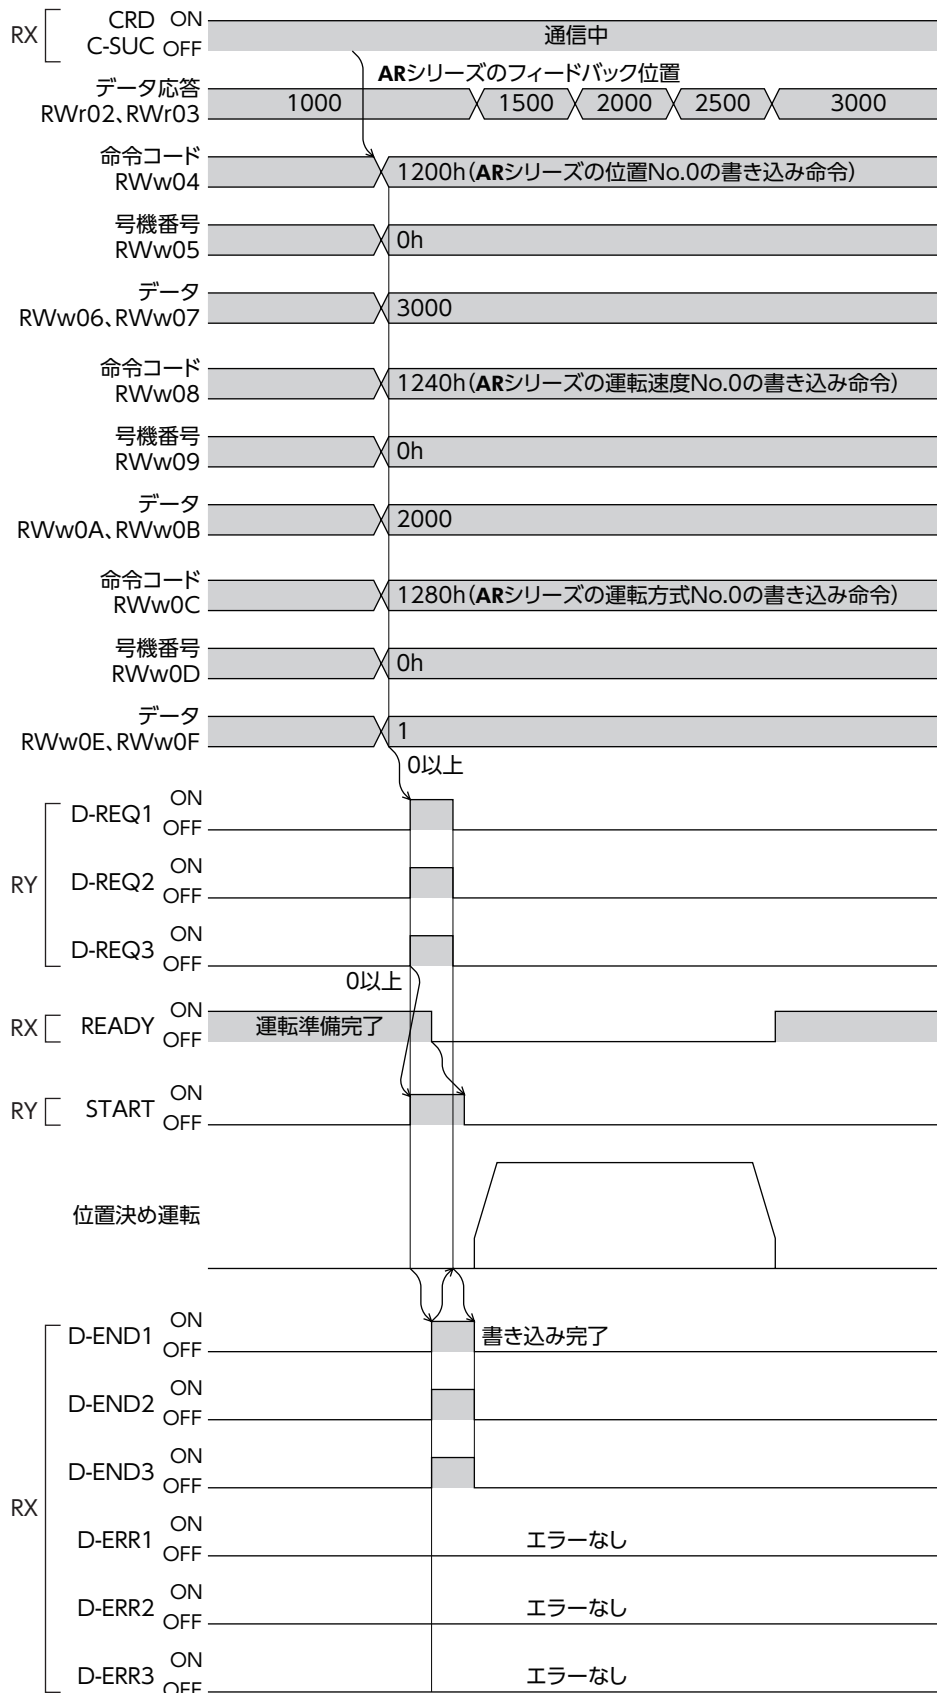 RX
CRD ON
C-SUC OFF
通信中
ARシリーズのフィードバック位置
データ応答
RWr02、RWr03
1000 1500 2000 2500 3000
命令コード
RWw04
1200h(ARシリーズの位置No.0の書き込み命令)
号機番号
RWw05
0h
データ
RWw06、RWw07
3000
命令コード
RWw08
1240h(ARシリーズの運転速度No.0の書き込み命令)
号機番号
RWw09
0h
データ
RWw0A、RWw0B
2000
命令コード
RWw0C
1280h(ARシリーズの運転方式No.0の書き込み命令)
号機番号
RWw0D
0h
データ
RWw0E、RWw0F
1
0以上
RY
D-REQ1 ON
OFF
D-REQ2 ON
OFF
D-REQ3 ON
OFF
0以上
RX
READY ON
OFF
運転準備完了
RY
START ON
OFF
位置決め運転
RX
D-END1 ON
OFF
書き込み完了
D-END2 ON
OFF
D-END3 ON
OFF
D-ERR1 ON
OFF
エラーなし
D-ERR2 ON
OFF
エラーなし
D-ERR3 ON
OFF
エラーなし